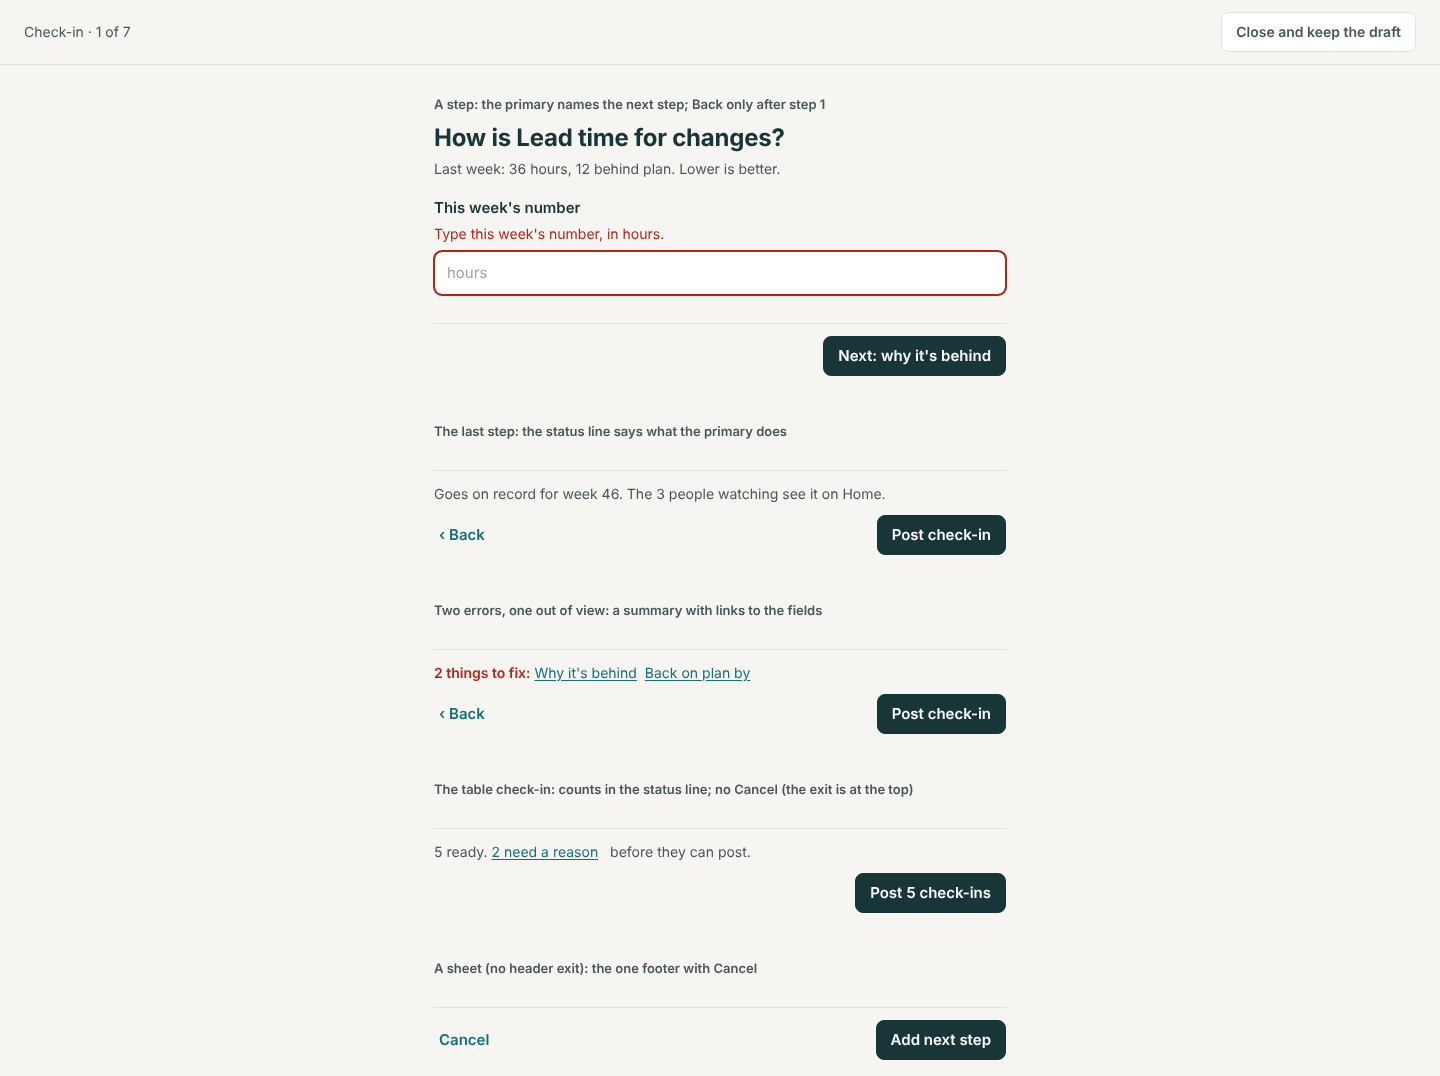 Check-in · 1 of 7
Close and keep the draft
A step: the primary names the next step; Back only after step 1
How is Lead time for changes?
Last week: 36 hours, 12 behind plan. Lower is better.
This week's number
Type this week's number, in hours.
hours
Next: why it's behind
The last step: the status line says what the primary does
Goes on record for week 46. The 3 people watching see it on Home.
‹ Back
Post check-in
Two errors, one out of view: a summary with links to the fields
2 things to fix: Why it's behind Back on plan by
‹ Back
Post check-in
The table check-in: counts in the status line; no Cancel (the exit is at the top)
5 ready. 2 need a reason before they can post.
Post 5 check-ins
A sheet (no header exit): the one footer with Cancel
Cancel
Add next step